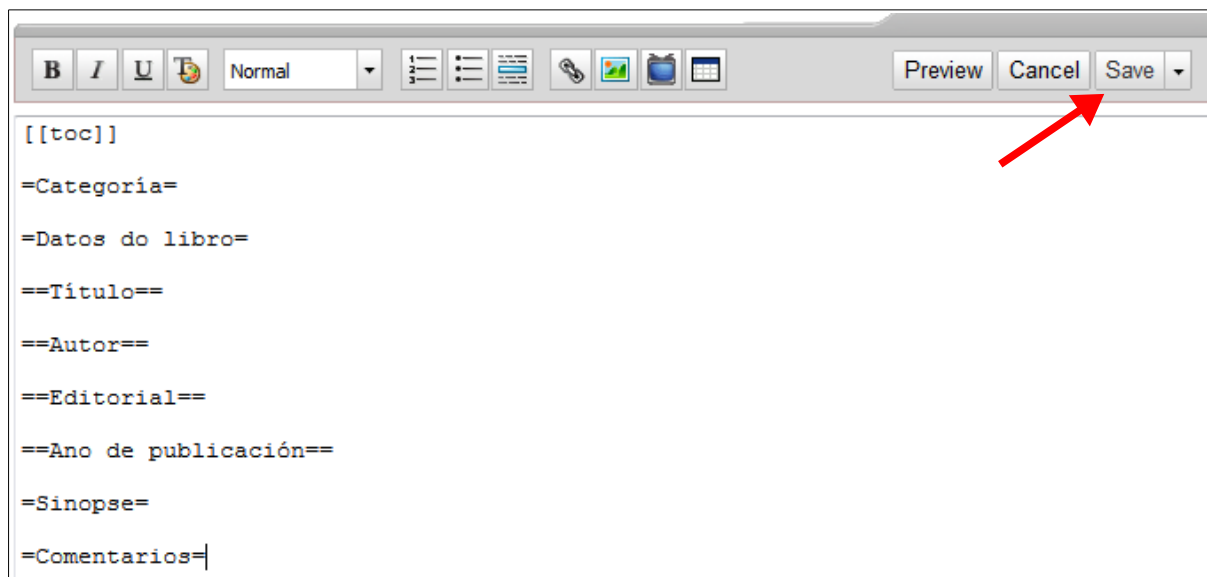 B I U T Normal Preview Cancel Save
[[toc]]
=Categoría=
=Datos do libro=
==Título==
==Autor==
==Editorial==
==Ano de publicación==
=Sinopse=
=Comentarios=